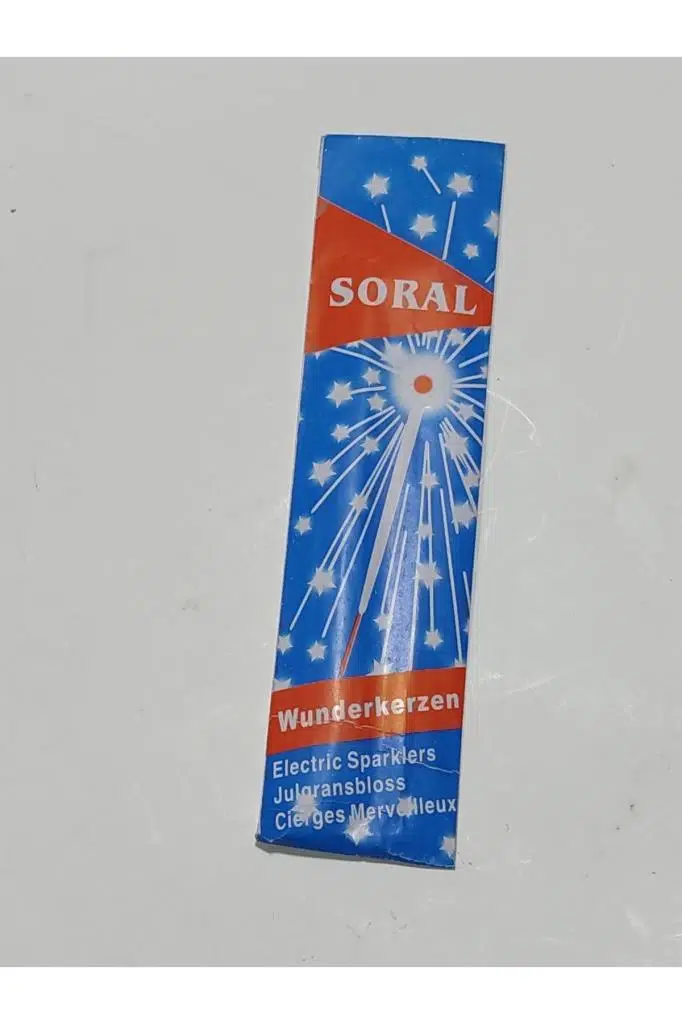 SORAL
Wunderkerzen
Electric Sparklers
Julgransbloss
Cierges Merveilleux